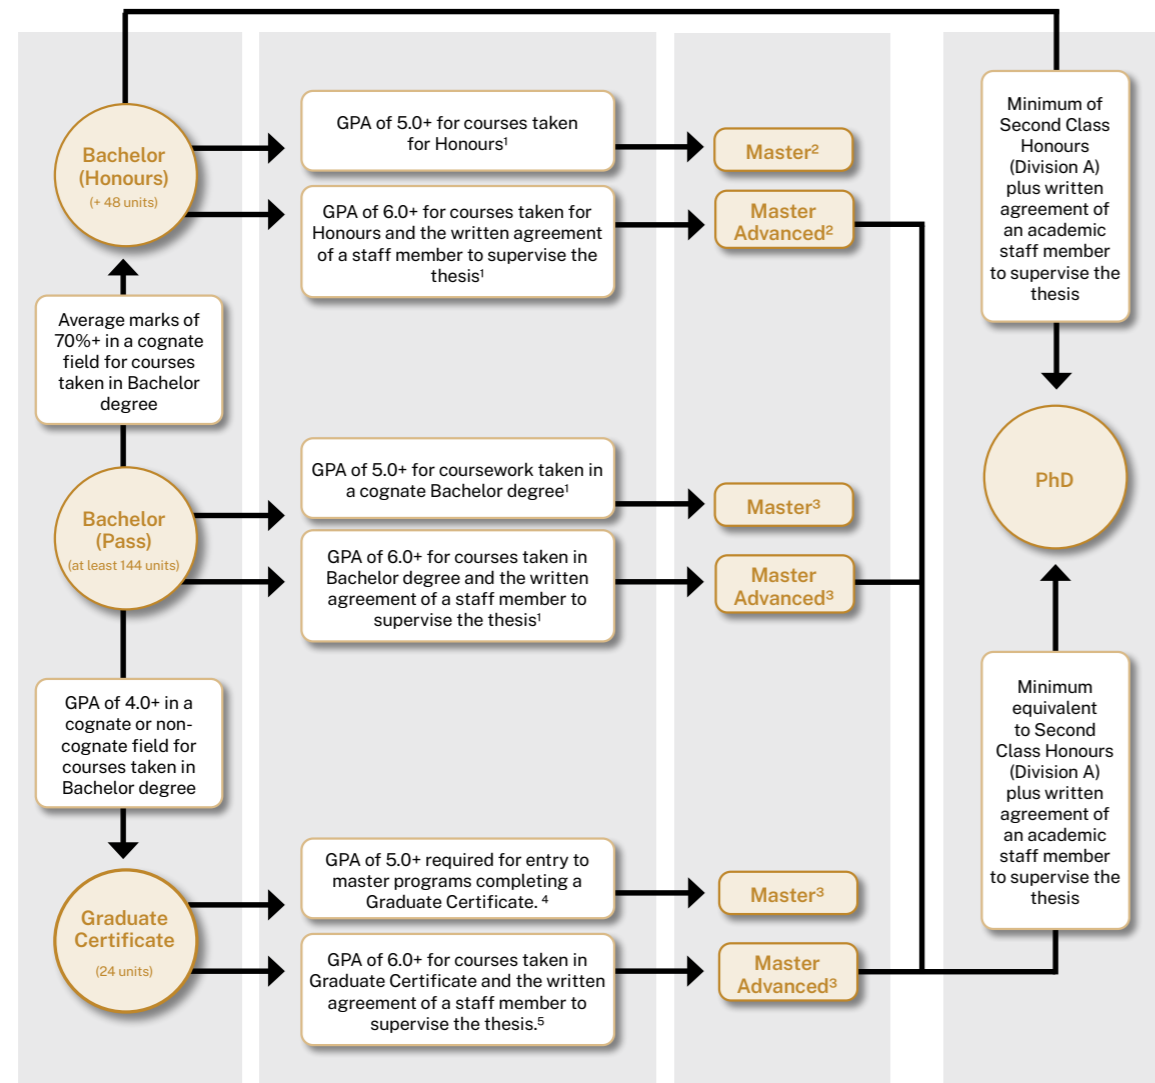 Bachelor
(Honours)
(+ 48 units)
GPA of 5.0+ for courses taken
for Honours¹
Master²
GPA of 6.0+ for courses taken for
Honours and the written agreement
of a staff member to supervise the
thesis¹
Master
Advanced²
Minimum of
Second Class
Honours
(Division A)
plus written
agreement of
an academic
staff member
to supervise the
thesis
Average marks of
70%+ in a cognate
field for courses
taken in Bachelor
degree
Bachelor
(Pass)
(at least 144 units)
GPA of 5.0+ for coursework taken in
a cognate Bachelor degree¹
Master³
GPA of 6.0+ for courses taken in
Bachelor degree and the written
agreement of a staff member to
supervise the thesis¹
Master
Advanced³
PhD
GPA of 4.0+ in a
cognate or non-
cognate field for
courses taken in
Bachelor degree
Graduate
Certificate
(24 units)
GPA of 5.0+ required for entry to
master programs completing a
Graduate Certificate. ⁴
Master³
GPA of 6.0+ for courses taken in
Graduate Certificate and the written
agreement of a staff member to
supervise the thesis.⁵
Master
Advanced³
Minimum
equivalent
to Second
Class Honours
(Division A)
plus written
agreement of
an academic
staff member
to supervise the
thesis